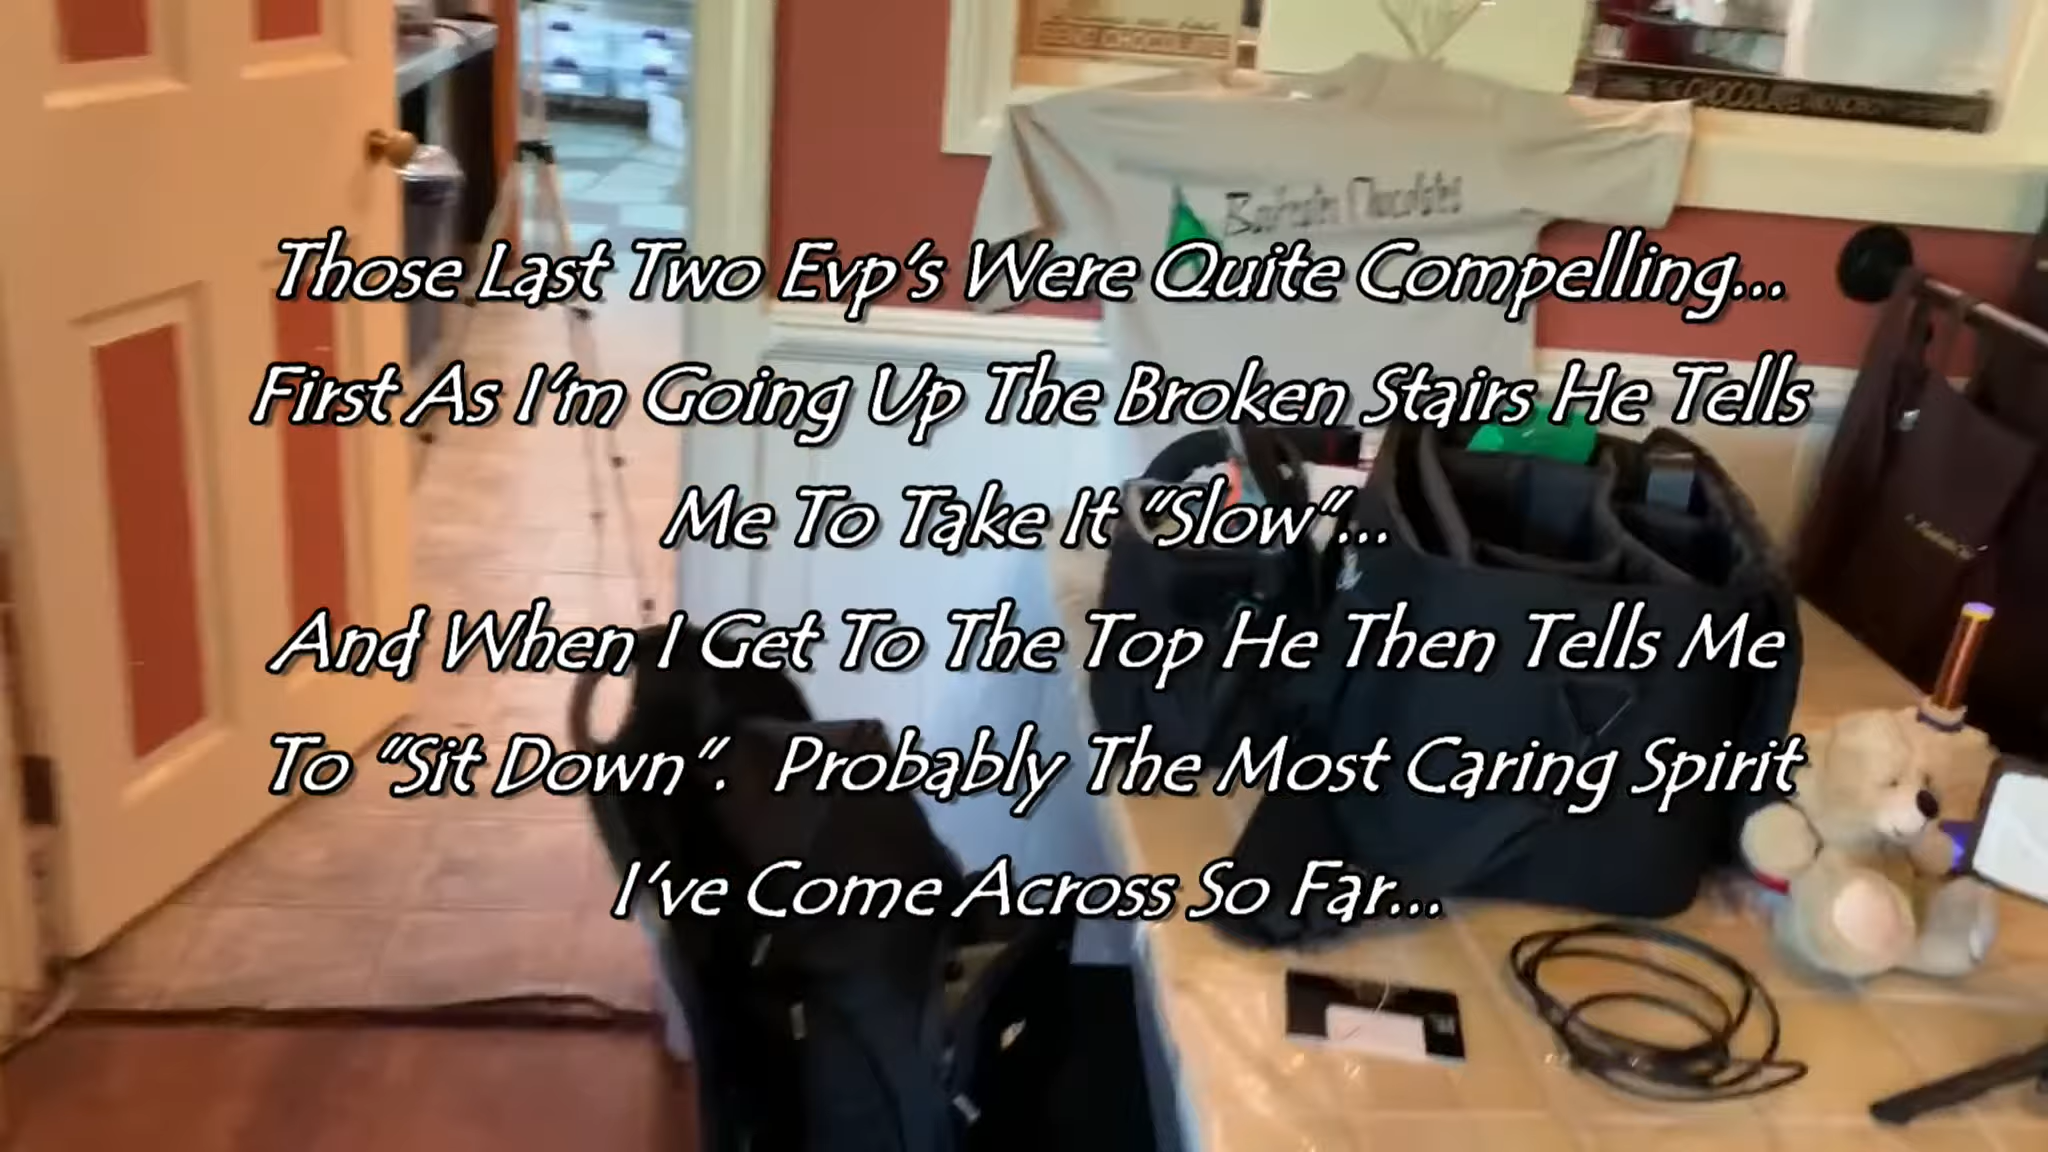 CHOCOLATE
Those Last Two Evp's Were Quite Compelling...
First As I'm Going Up The Broken Stairs He Tells
Me To Take It "Slow"...
And When I Get To The Top He Then Tells Me
To "Sit Down".  Probably The Most Caring Spirit
I've Come Across So Far...